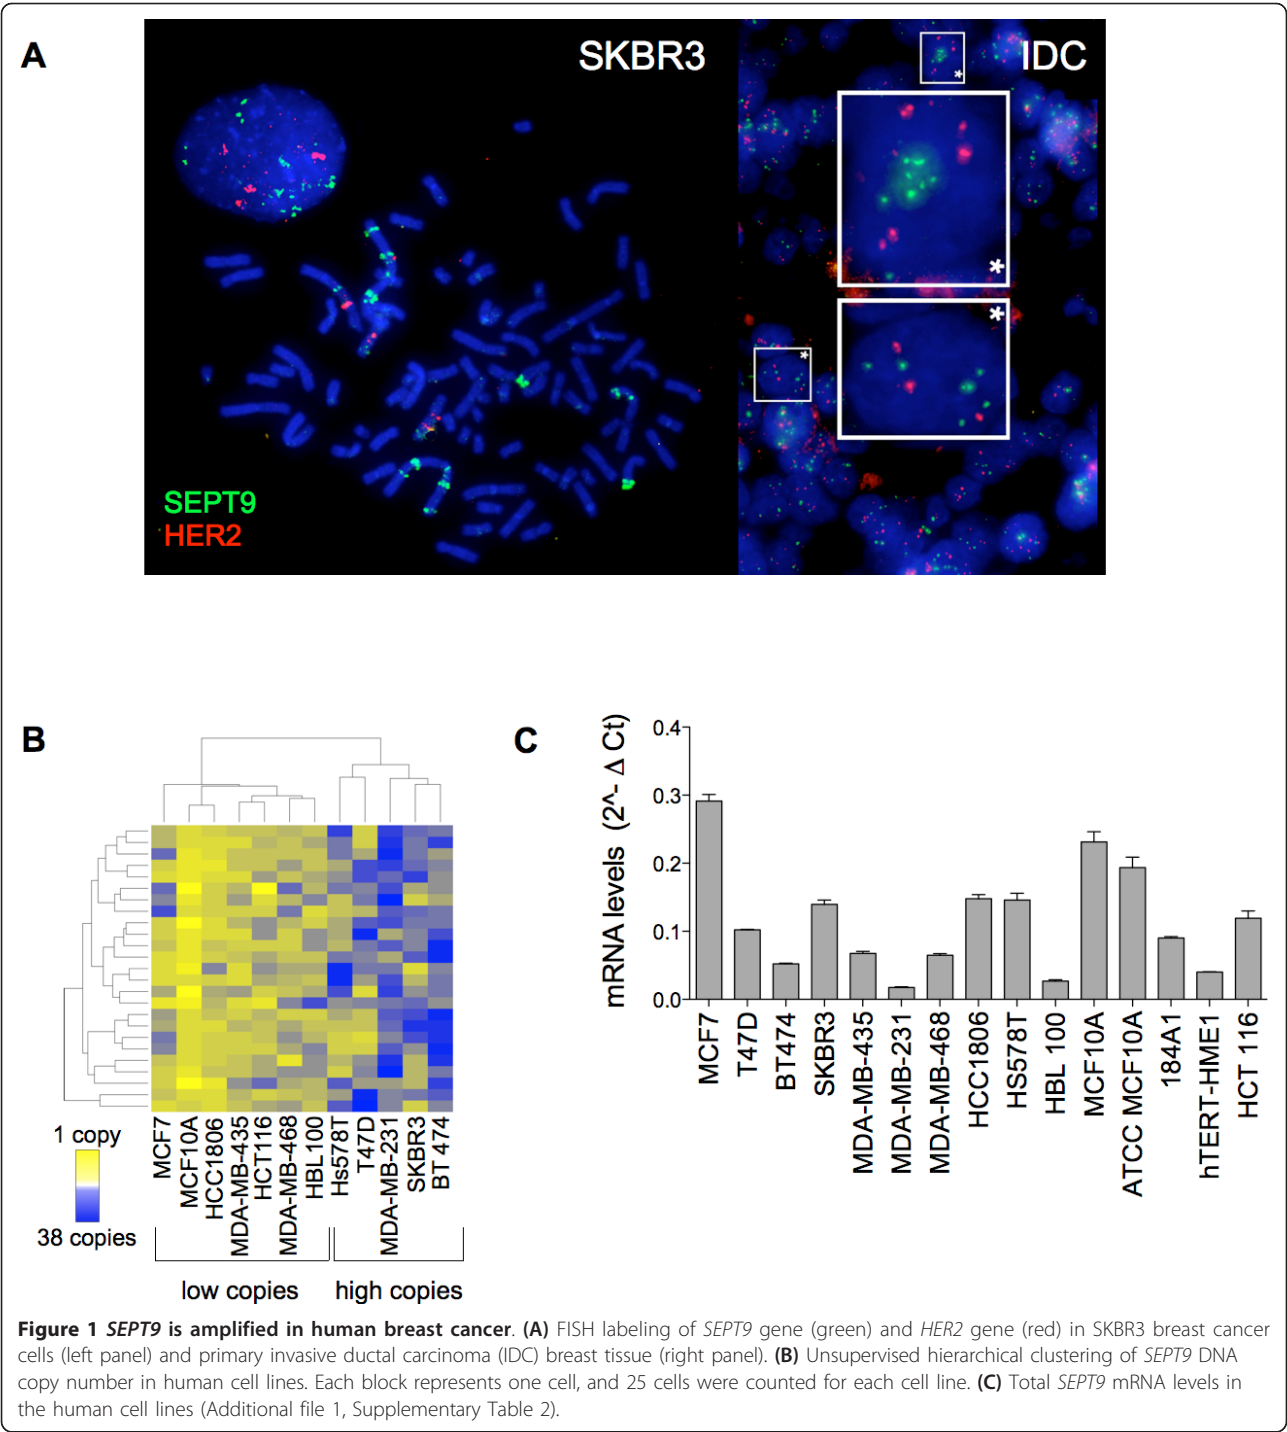 A
SKBR3
IDC
*
*
*
*
SEPT9
HER2
B
MCF7
MCF10A
HCC1806
MDA-MB-435
HCT116
MDA-MB-468
HBL100
Hs578T
T47D
MDA-MB-231
SKBR3
BT474
1 copy
38 copies
low copies
high copies
C
mRNA levels (2^- Δ Ct)
0.4
0.3
0.2
0.1
0.0
MCF7
T47D
BT474
SKBR3
MDA-MB-435
MDA-MB-231
MDA-MB-468
HCC1806
HS578T
HBL 100
MCF10A
ATCC MCF10A
184A1
hTERT-HME1
HCT 116
Figure 1 SEPT9 is amplified in human breast cancer. (A) FISH labeling of SEPT9 gene (green) and HER2 gene (red) in SKBR3 breast cancer
cells (left panel) and primary invasive ductal carcinoma (IDC) breast tissue (right panel). (B) Unsupervised hierarchical clustering of SEPT9 DNA
copy number in human cell lines. Each block represents one cell, and 25 cells were counted for each cell line. (C) Total SEPT9 mRNA levels in
the human cell lines (Additional file 1, Supplementary Table 2).